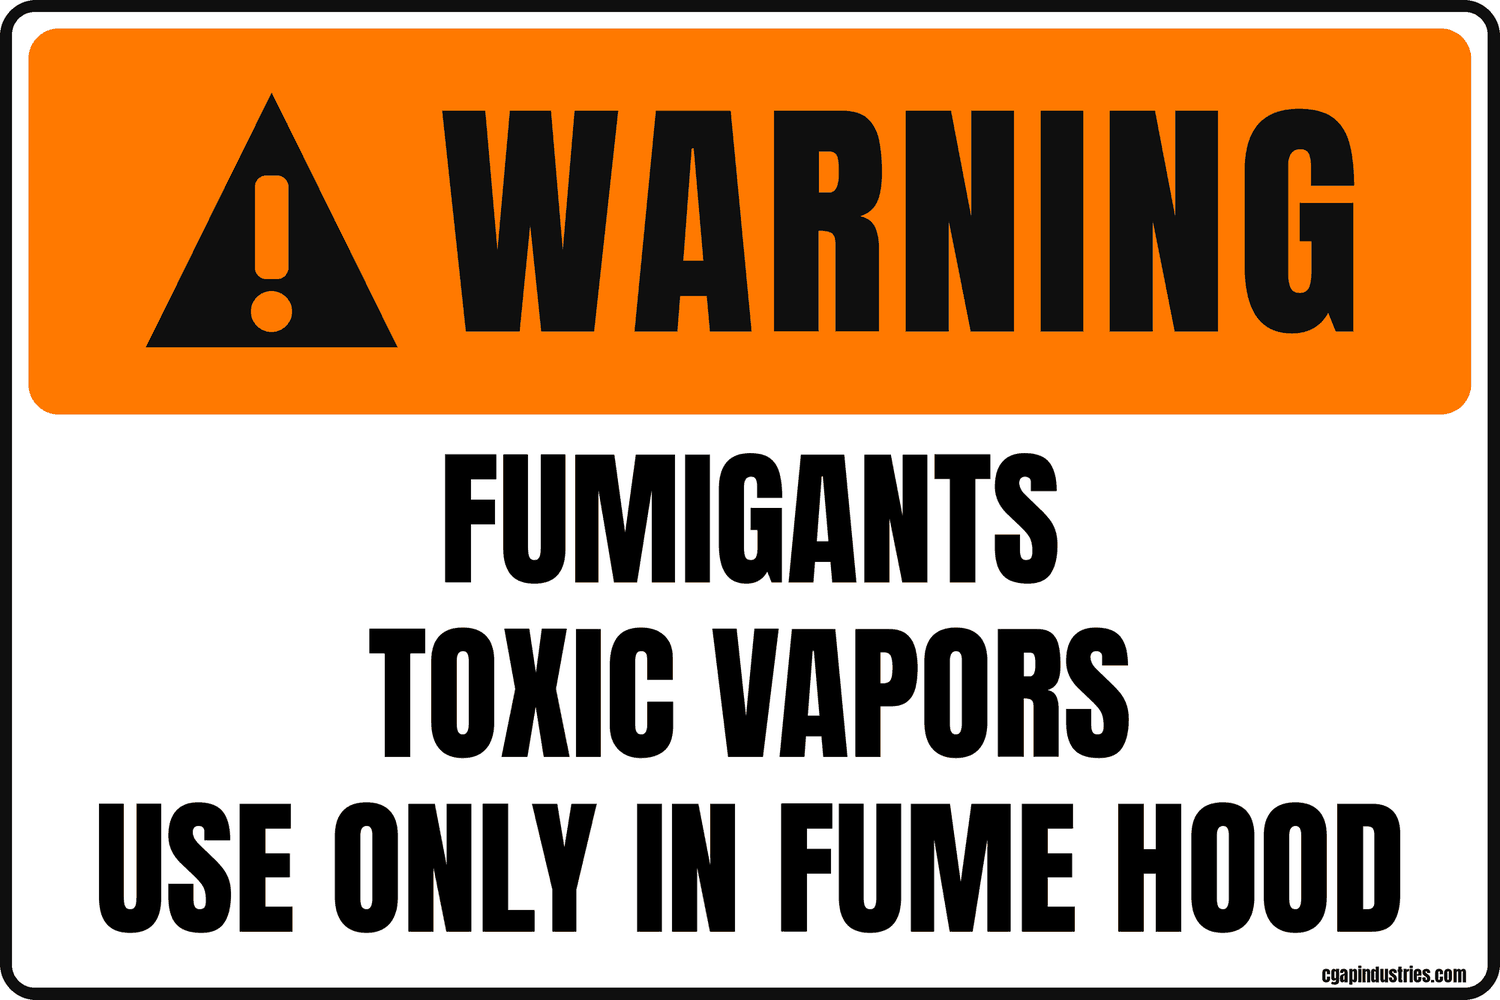 WARNING
FUMIGANTS
TOXIC VAPORS
USE ONLY IN FUME HOOD
cgapindustries.com